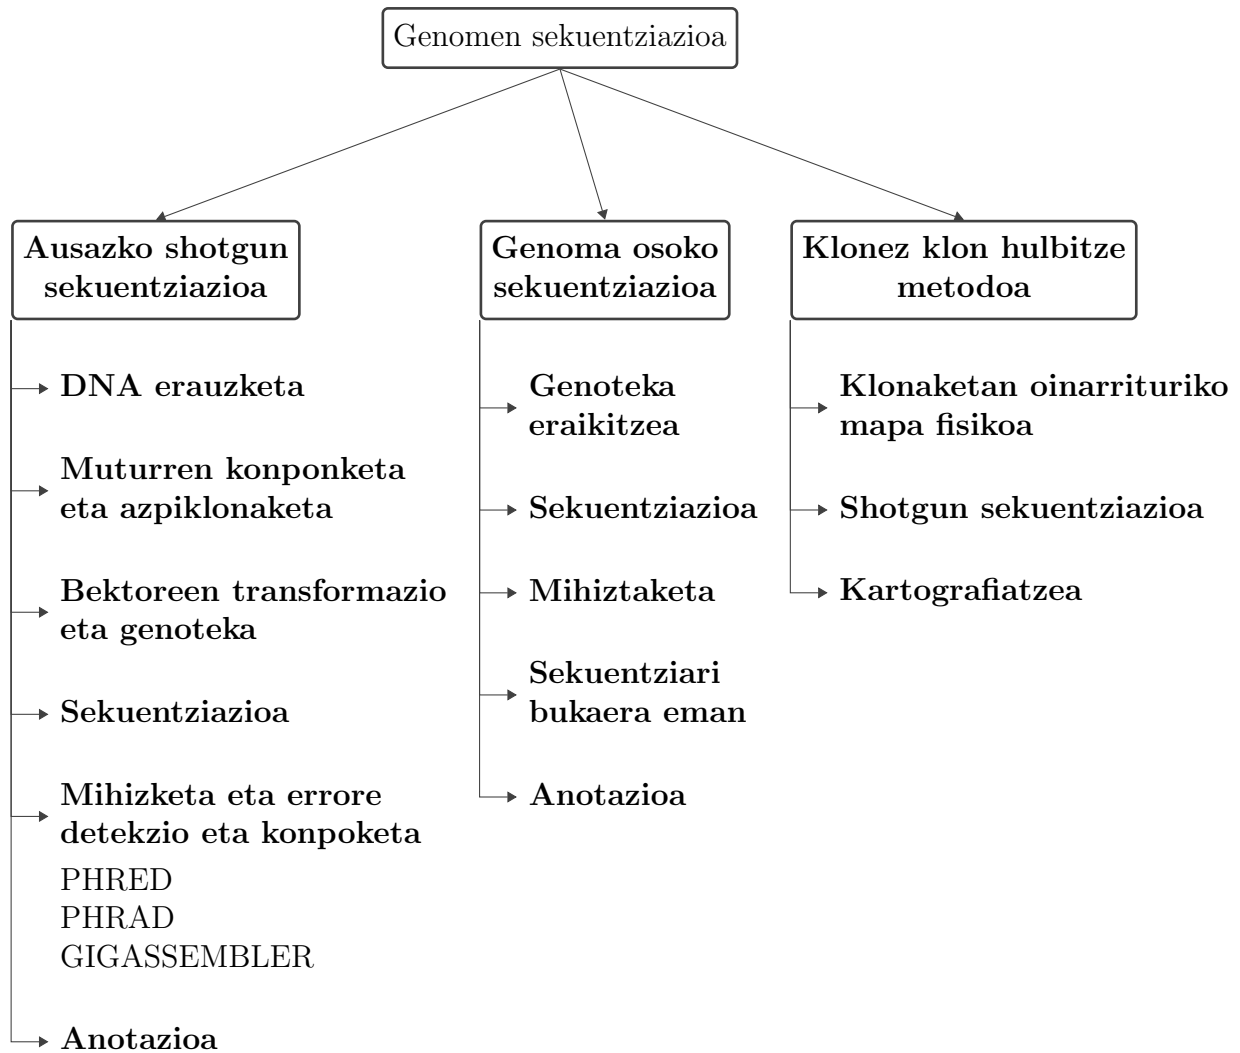 Genomen sekuentziazioa
Ausazko shotgun
sekuentziazioa
DNA erauzketa
Muturren konponketa
eta azpiklonaketa
Bektoreen transformazio
eta genoteka
Sekuentziazioa
Mihizketa eta errore
detekzio eta konpoketa
PHRED
PHRAD
GIGASSEMBLER
Anotazioa
Genoma osoko
sekuentziazioa
Genoteka
eraikitzea
Sekuentziazioa
Mihiztaketa
Sekuentziari
bukaera eman
Anotazioa
Klonez klon hulbitze
metodoa
Klonaketan oinarrituriko
mapa fisikoa
Shotgun sekuentziazioa
Kartografiatzea